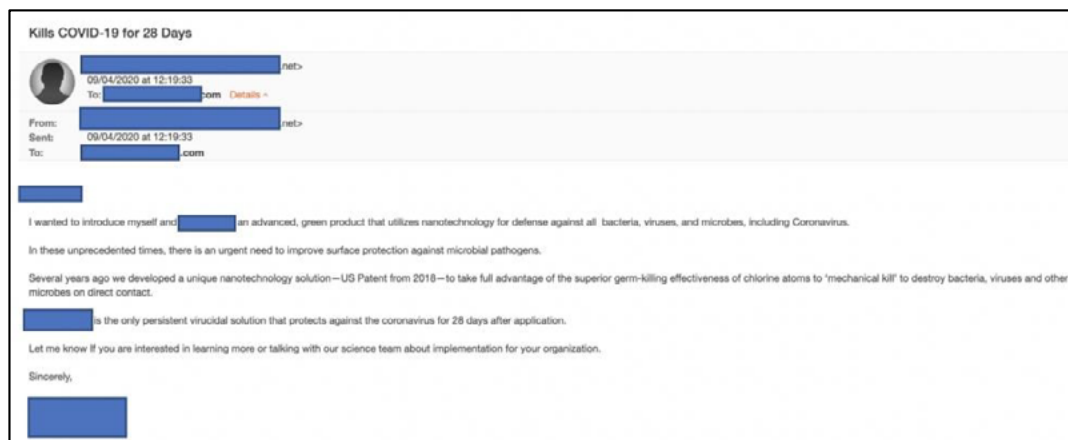 Kills COVID-19 for 28 Days
.net>
09/04/2020 at 12:19:33
To: .com Details ^
From: .net>
Sent: 09/04/2020 at 12:19:33
To: .com
I wanted to introduce myself and an advanced, green product that utilizes nanotechnology for defense against all bacteria, viruses, and microbes, including Coronavirus.
In these unprecedented times, there is an urgent need to improve surface protection against microbial pathogens.
Several years ago we developed a unique nanotechnology solution—US Patent from 2018—to take full advantage of the superior germ-killing effectiveness of chlorine atoms to 'mechanical kill' to destroy bacteria, viruses and other
microbes on direct contact.
is the only persistent virucidal solution that protects against the coronavirus for 28 days after application.
Let me know If you are interested in learning more or talking with our science team about implementation for your organization.
Sincerely,